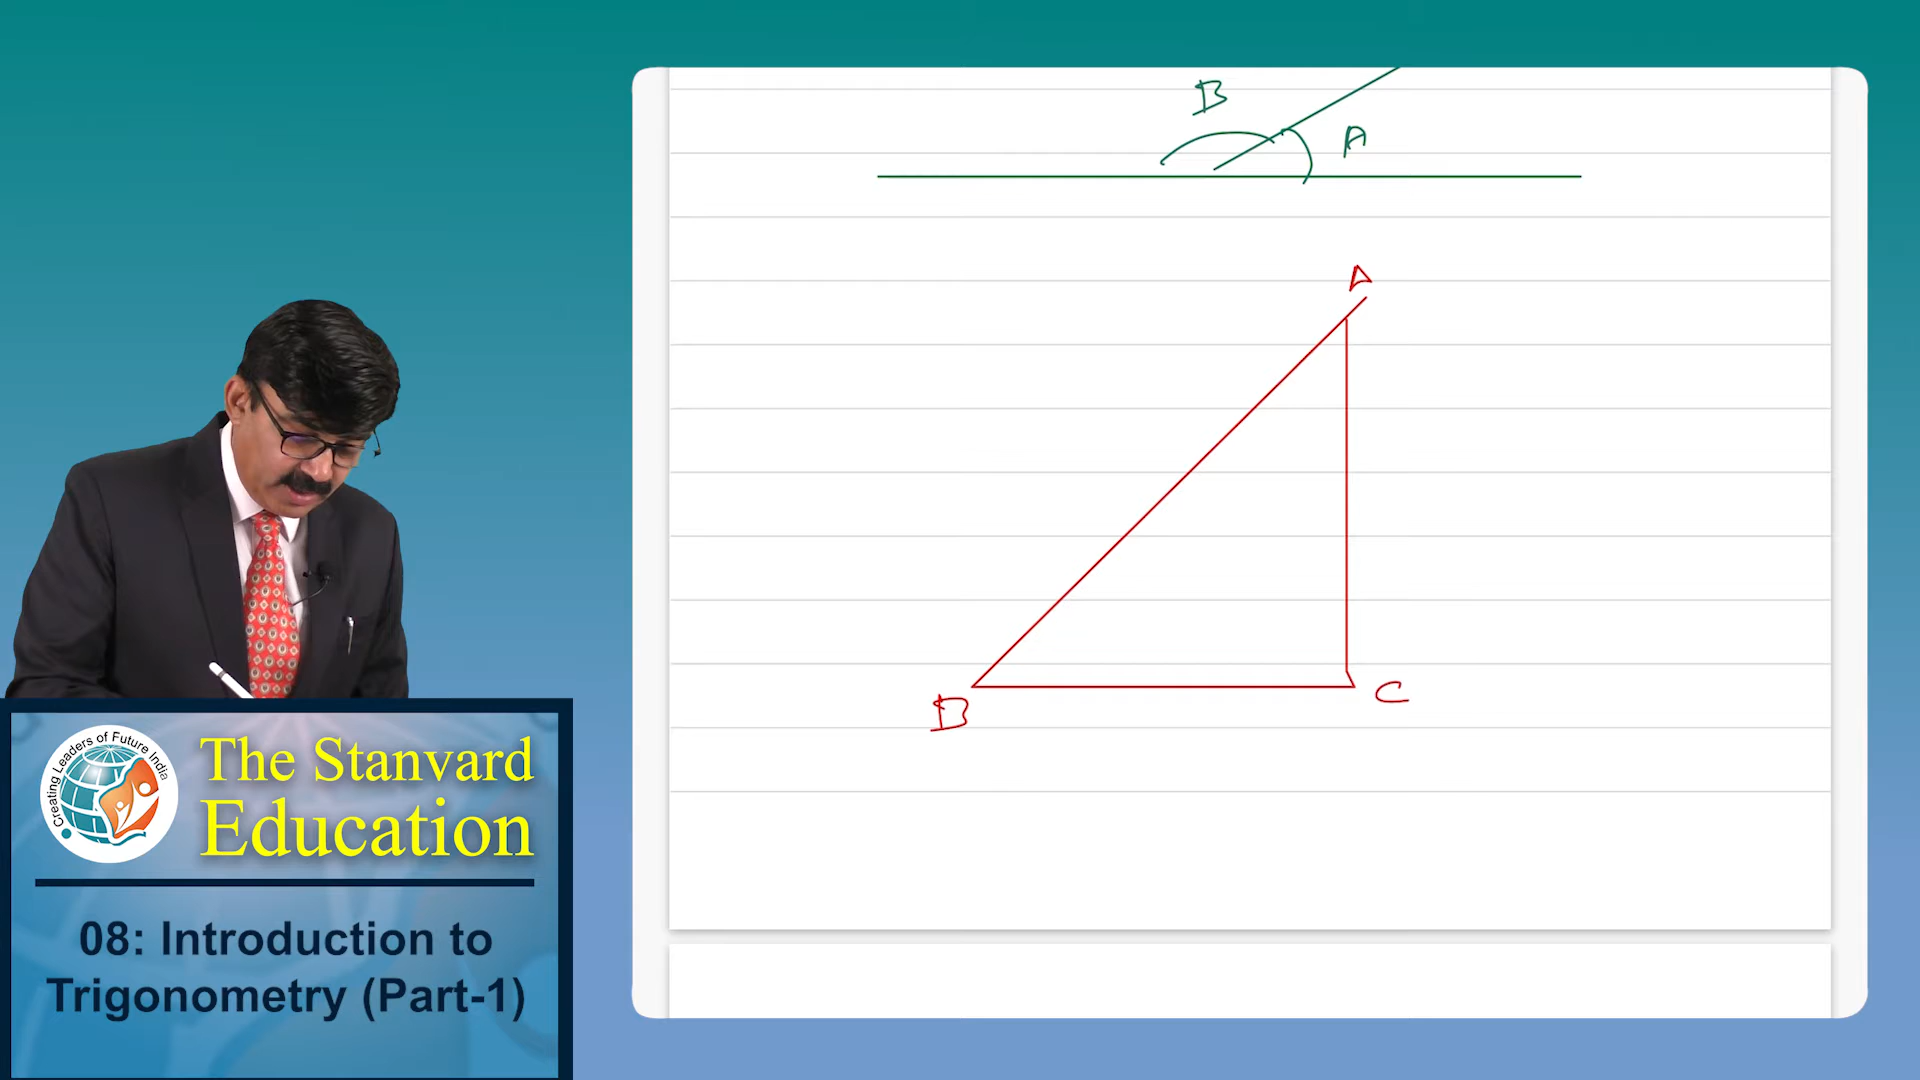 B
A
A
B
C
Creating Leaders of Future India
The Stanvard
Education
08: Introduction to
Trigonometry (Part-1)